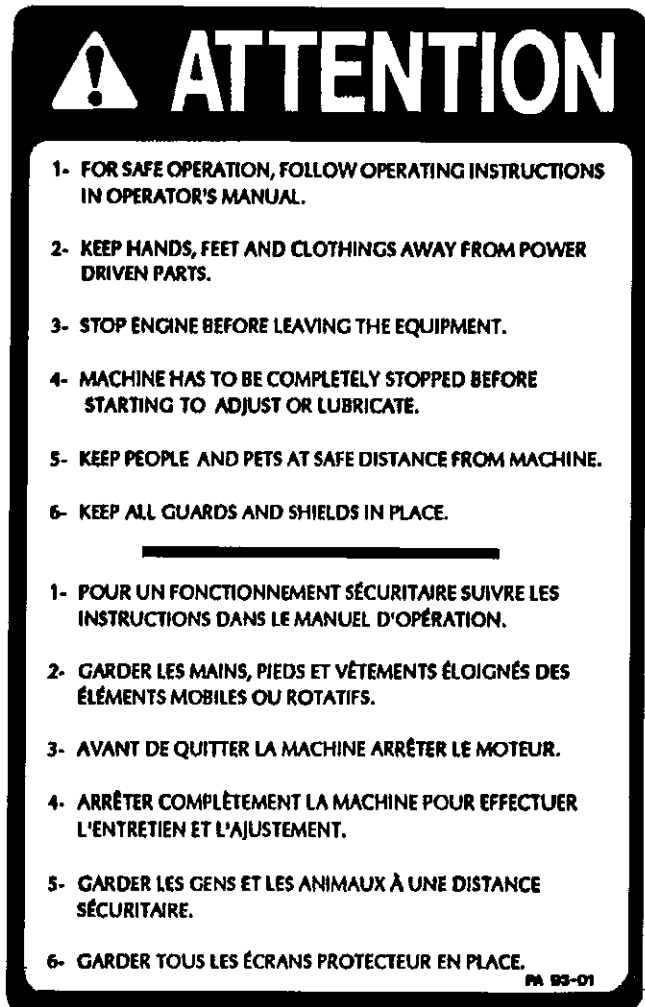 ATTENTION
1- FOR SAFE OPERATION, FOLLOW OPERATING INSTRUCTIONS
IN OPERATOR'S MANUAL.
2- KEEP HANDS, FEET AND CLOTHINGS AWAY FROM POWER
DRIVEN PARTS.
3- STOP ENGINE BEFORE LEAVING THE EQUIPMENT.
4- MACHINE HAS TO BE COMPLETELY STOPPED BEFORE
STARTING TO ADJUST OR LUBRICATE.
5- KEEP PEOPLE AND PETS AT SAFE DISTANCE FROM MACHINE.
6- KEEP ALL GUARDS AND SHIELDS IN PLACE.
1- POUR UN FONCTIONNEMENT SÉCURITAIRE SUIVRE LES
INSTRUCTIONS DANS LE MANUEL D'OPÉRATION.
2- GARDER LES MAINS, PIEDS ET VÊTEMENTS ÉLOIGNÉS DES
ÉLÉMENTS MOBILES OU ROTATIFS.
3- AVANT DE QUITTER LA MACHINE ARRÊTER LE MOTEUR.
4- ARRÊTER COMPLÈTEMENT LA MACHINE POUR EFFECTUER
L'ENTRETIEN ET L'AJUSTEMENT.
5- GARDER LES GENS ET LES ANIMAUX À UNE DISTANCE
SÉCURITAIRE.
6- GARDER TOUS LES ÉCRANS PROTECTEUR EN PLACE.
PA 93-01